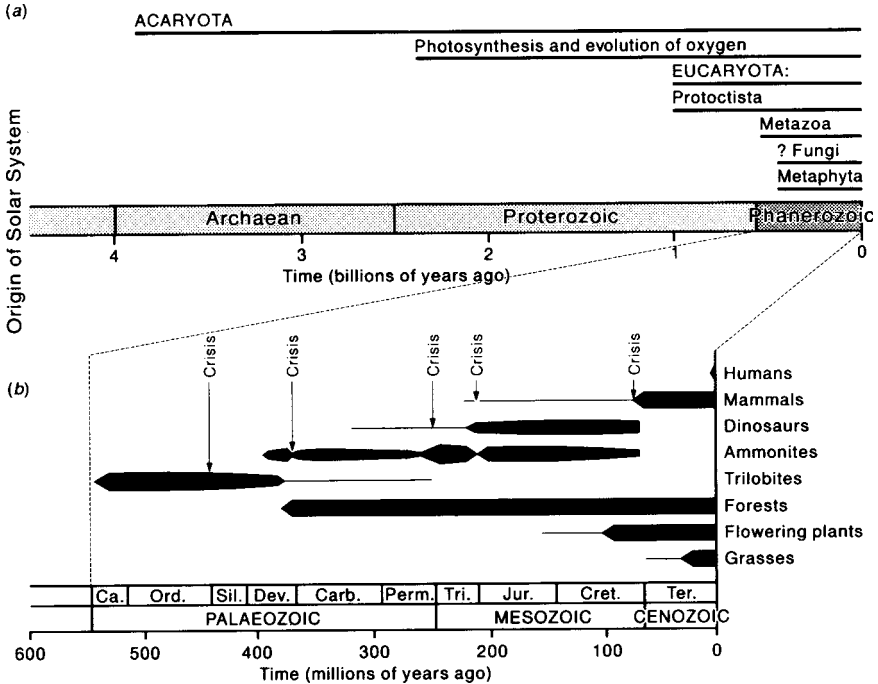 (a)
ACARYOTA
Photosynthesis and evolution of oxygen
EUCARYOTA:
Protoctista
Metazoa
? Fungi
Metaphyta
Origin of Solar System
Archaean Proterozoic Phanerozoic
4 3 2 1 0
Time (billions of years ago)
(b)
Crisis Crisis Crisis Crisis Crisis
Humans
Mammals
Dinosaurs
Ammonites
Trilobites
Forests
Flowering plants
Grasses
Ca. Ord. Sil. Dev. Carb. Perm. Tri. Jur. Cret. Ter.
PALAEOZOIC MESOZOIC CENOZOIC
600 500 400 300 200 100 0
Time (millions of years ago)